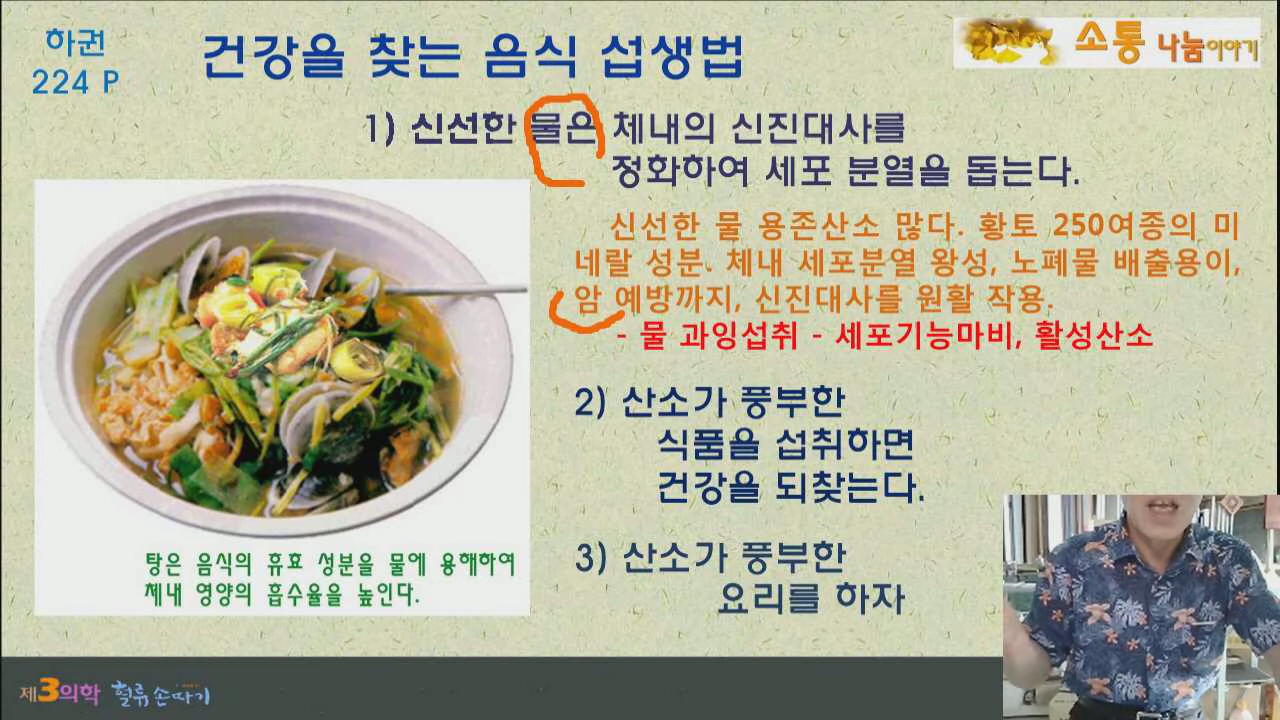 하권
224 P
건강을 찾는 음식 섭생법
소통 나눔이야기
1) 신선한 물은 체내의 신진대사를
정화하여 세포 분열을 돕는다.
신선한 물 용존산소 많다. 황토 250여종의 미
네랄 성분. 체내 세포분열 왕성, 노폐물 배출용이,
암 예방까지, 신진대사를 원활 작용.
- 물 과잉섭취 - 세포기능마비, 활성산소
2) 산소가 풍부한
식품을 섭취하면
건강을 되찾는다.
탕은 음식의 휴효 성분을 물에 용해하여
체내 영양의 흡수율을 높인다.
3) 산소가 풍부한
요리를 하자
제3의학 혈류 손따기